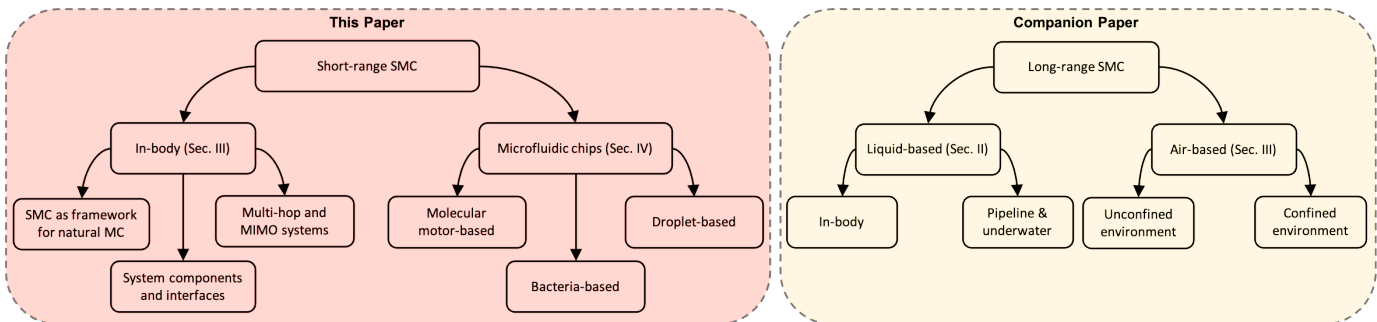 This Paper
Short-range SMC
In-body (Sec. III)
Microfluidic chips (Sec. IV)
SMC as framework
for natural MC
Multi-hop and
MIMO systems
Molecular
motor-based
Droplet-based
System components
and interfaces
Bacteria-based
Companion Paper
Long-range SMC
Liquid-based (Sec. II)
Air-based (Sec. III)
In-body
Pipeline &
underwater
Unconfined
environment
Confined
environment